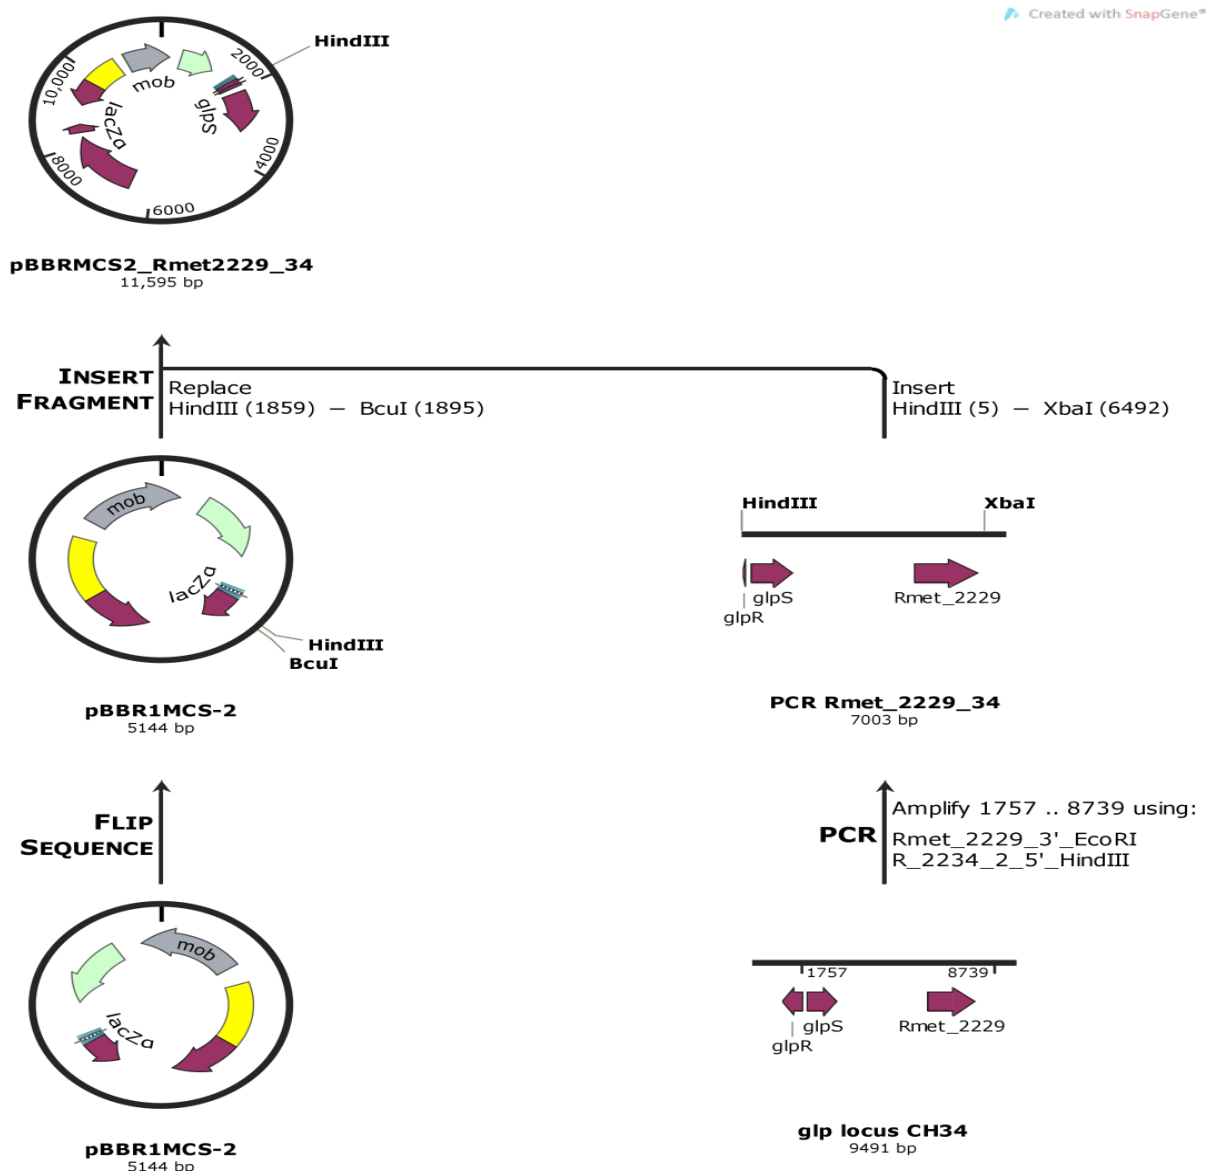 Created with SnapGene®
HindIII
2000
4000
6000
8000
10,000
mob
glpS
lacZα
pBBRMCS2_Rmet2229_34
11,595 bp
INSERT
FRAGMENT
Replace
HindIII (1859) – BcuI (1895)
Insert
HindIII (5) – XbaI (6492)
mob
lacZα
HindIII
BcuI
pBBR1MCS-2
5144 bp
HindIII
XbaI
glpS
Rmet_2229
glpR
PCR Rmet_2229_34
7003 bp
FLIP
SEQUENCE
PCR
Amplify 1757 .. 8739 using:
Rmet_2229_3'_EcoRI
R_2234_2_5'_HindIII
mob
lacZα
pBBR1MCS-2
5144 bp
1757
8739
glpS
Rmet_2229
glpR
glp locus CH34
9491 bp